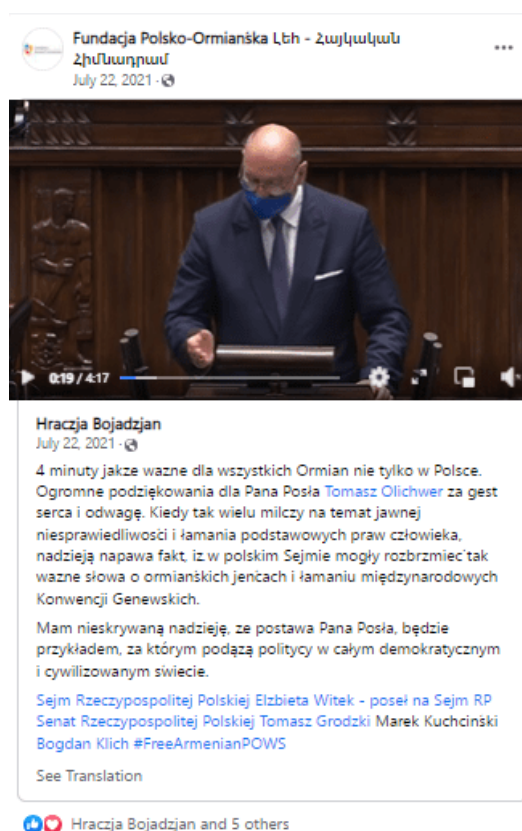 Fundacja Polsko-Ormiańska Լեհ - Հայկական
Հիմնադրամ
July 22, 2021
0:19 / 4:17
Hraczja Bojadzjan
July 22, 2021
4 minuty jakze wazne dla wszystkich Ormian nie tylko w Polsce.
Ogromne podziękowania dla Pana Posła Tomasz Olichwer za gest
serca i odwagę. Kiedy tak wielu milczy na temat jawnej
niesprawiedliwości i łamania podstawowych praw człowieka,
nadzieją napawa fakt, iz w polskim Sejmie mogły rozbrzmieć tak
wazne słowa o ormiańskich jeńcach i łamaniu międzynarodowych
Konwencji Genewskich.
Mam nieskrywaną nadzieję, ze postawa Pana Posła, będzie
przykładem, za którym podązą politycy w całym demokratycznym
i cywilizowanym swiecie.
Sejm Rzeczypospolitej Polskiej Elzbieta Witek - poseł na Sejm RP
Senat Rzeczypospolitej Polskiej Tomasz Grodzki Marek Kuchciński
Bogdan Klich #FreeArmenianPOWS
See Translation
Hraczja Bojadzjan and 5 others